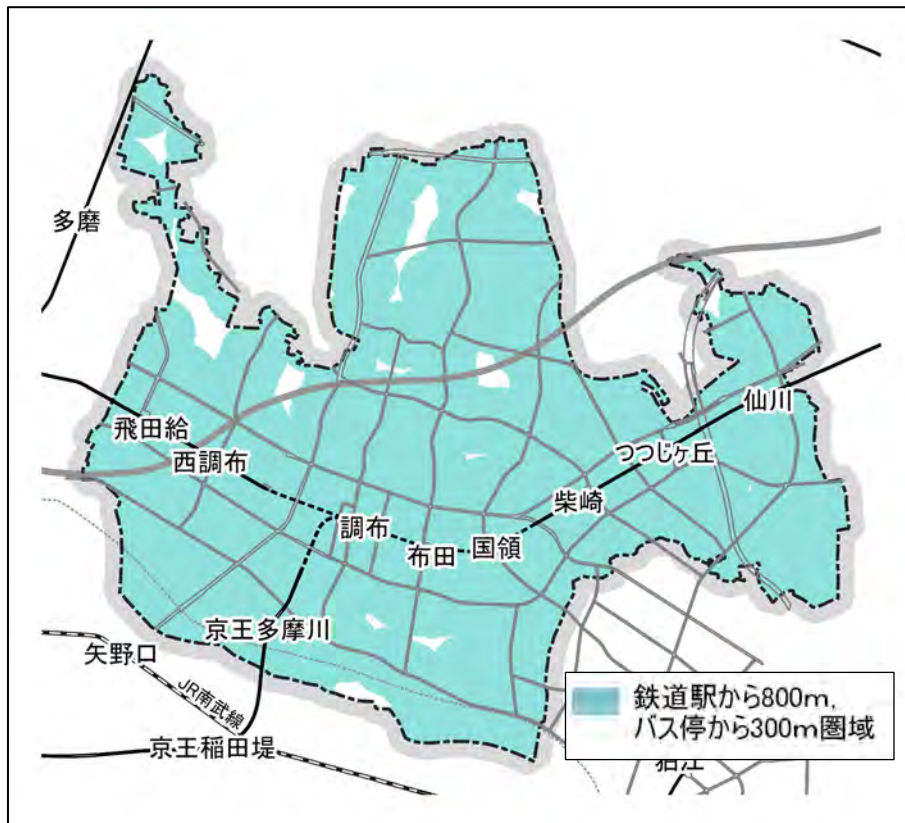 多磨
飛田給
西調布
調布
布田
国領
柴崎
つつじヶ丘
仙川
京王多摩川
矢野口
JR南武線
京王稲田堤
鉄道駅から800m,
バス停から300m圏域
狛江